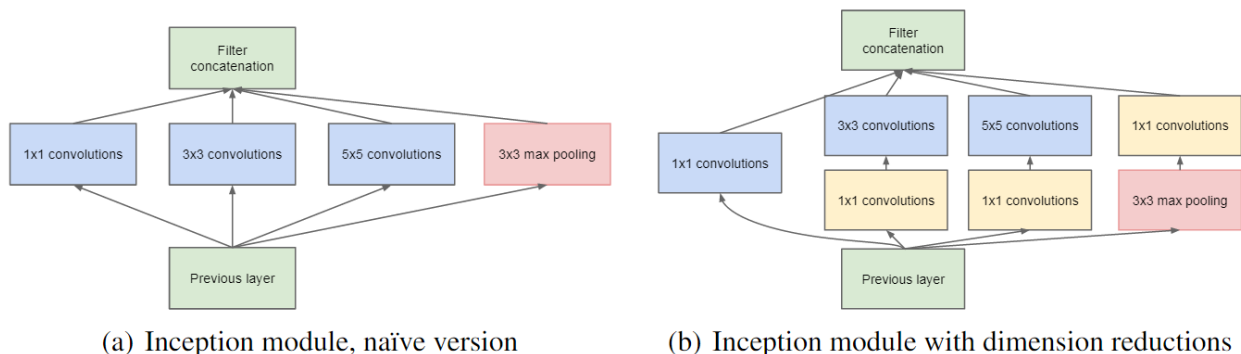 Filter
concatenation
1x1 convolutions
3x3 convolutions
5x5 convolutions
3x3 max pooling
Previous layer
(a) Inception module, naïve version
Filter
concatenation
3x3 convolutions
5x5 convolutions
1x1 convolutions
1x1 convolutions
1x1 convolutions
1x1 convolutions
3x3 max pooling
Previous layer
(b) Inception module with dimension reductions